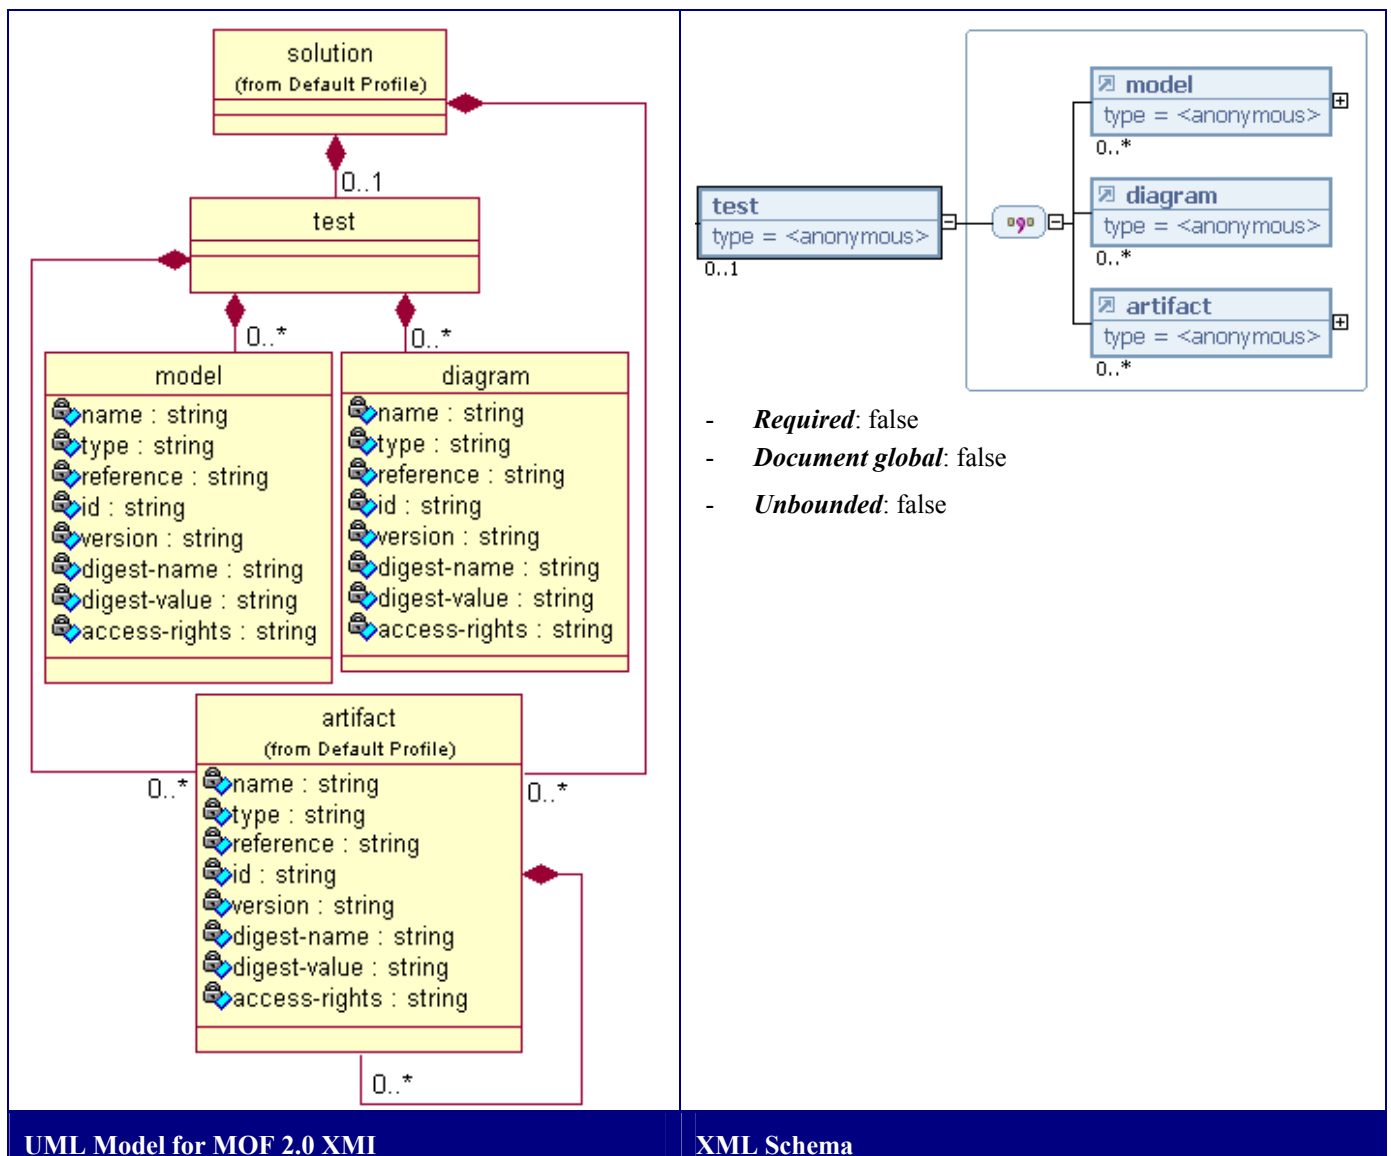 solution
(from Default Profile)
0..1
test
0..*
0..*
model
name : string
type : string
reference : string
id : string
version : string
digest-name : string
digest-value : string
access-rights : string
diagram
name : string
type : string
reference : string
id : string
version : string
digest-name : string
digest-value : string
access-rights : string
artifact
(from Default Profile)
0..*
0..*
name : string
type : string
reference : string
id : string
version : string
digest-name : string
digest-value : string
access-rights : string
0..*
UML Model for MOF 2.0 XMI
test
type = <anonymous>
0..1
model
type = <anonymous>
0..*
diagram
type = <anonymous>
0..*
artifact
type = <anonymous>
0..*
- Required: false
- Document global: false
- Unbounded: false
XML Schema